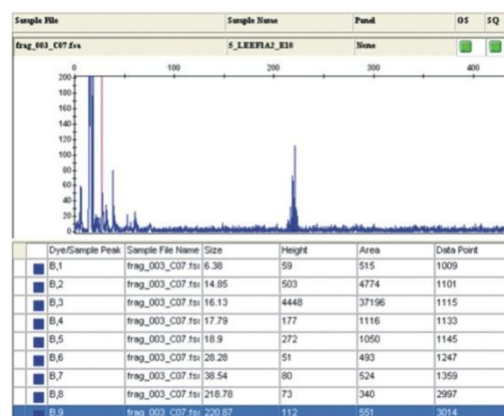 Sample File Sample Name Panel OS SQ
frag_003_C07.fsa 5_LEEF1A2_E10 None
0 100 200 300 400
200
180
160
140
120
100
80
60
40
20
0
Dye/Sample Peak Sample File Name Size Height Area Data Point
B,1 frag_003_C07.fsa 6.38 59 515 1009
B,2 frag_003_C07.fsa 14.85 503 4774 1101
B,3 frag_003_C07.fsa 16.13 4448 37196 1115
B,4 frag_003_C07.fsa 17.79 177 1116 1133
B,5 frag_003_C07.fsa 18.9 272 1050 1145
B,6 frag_003_C07.fsa 28.28 51 493 1247
B,7 frag_003_C07.fsa 38.54 80 524 1359
B,8 frag_003_C07.fsa 218.78 73 340 2997
B,9 frag_003_C07.fsa 220.87 112 551 3014